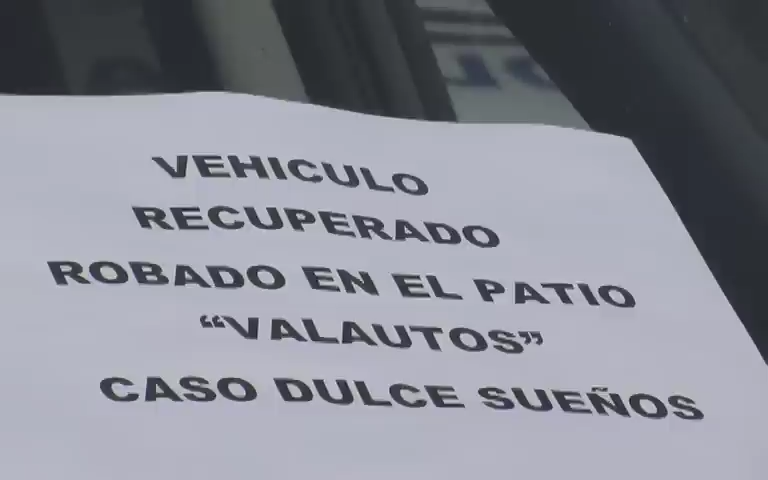 VEHICULO
RECUPERADO
ROBADO EN EL PATIO
“VALAUTOS”
CASO DULCE SUEÑOS